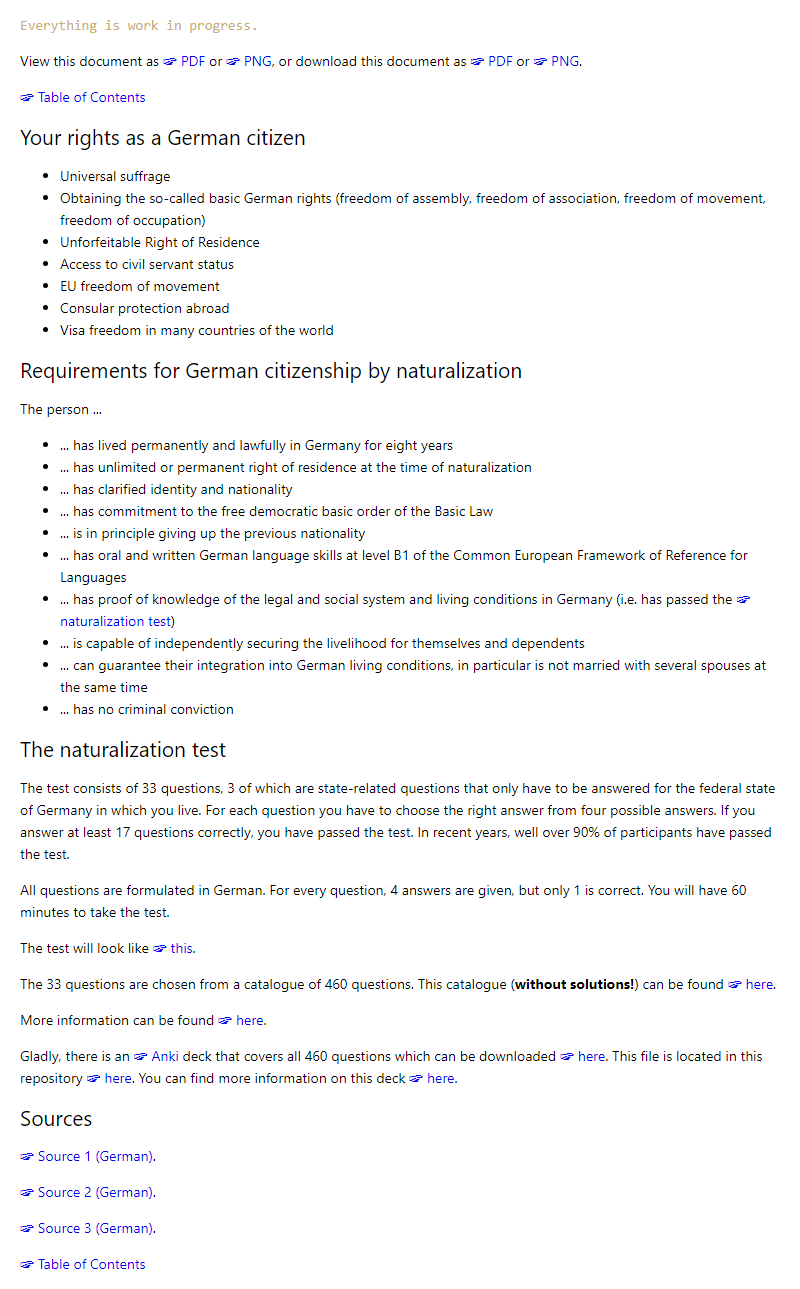 Everything is work in progress.
View this document as ☞ PDF or ☞ PNG, or download this document as ☞ PDF or ☞ PNG.
☞ Table of Contents
Your rights as a German citizen
• Universal suffrage
• Obtaining the so-called basic German rights (freedom of assembly, freedom of association, freedom of movement,
freedom of occupation)
• Unforfeitable Right of Residence
• Access to civil servant status
• EU freedom of movement
• Consular protection abroad
• Visa freedom in many countries of the world
Requirements for German citizenship by naturalization
The person ...
• ... has lived permanently and lawfully in Germany for eight years
• ... has unlimited or permanent right of residence at the time of naturalization
• ... has clarified identity and nationality
• ... has commitment to the free democratic basic order of the Basic Law
• ... is in principle giving up the previous nationality
• ... has oral and written German language skills at level B1 of the Common European Framework of Reference for
Languages
• ... has proof of knowledge of the legal and social system and living conditions in Germany (i.e. has passed the ☞
naturalization test)
• ... is capable of independently securing the livelihood for themselves and dependents
• ... can guarantee their integration into German living conditions, in particular is not married with several spouses at
the same time
• ... has no criminal conviction
The naturalization test
The test consists of 33 questions, 3 of which are state-related questions that only have to be answered for the federal state
of Germany in which you live. For each question you have to choose the right answer from four possible answers. If you
answer at least 17 questions correctly, you have passed the test. In recent years, well over 90% of participants have passed
the test.
All questions are formulated in German. For every question, 4 answers are given, but only 1 is correct. You will have 60
minutes to take the test.
The test will look like ☞ this.
The 33 questions are chosen from a catalogue of 460 questions. This catalogue (without solutions!) can be found ☞ here.
More information can be found ☞ here.
Gladly, there is an ☞ Anki deck that covers all 460 questions which can be downloaded ☞ here. This file is located in this
repository ☞ here. You can find more information on this deck ☞ here.
Sources
☞ Source 1 (German).
☞ Source 2 (German).
☞ Source 3 (German).
☞ Table of Contents